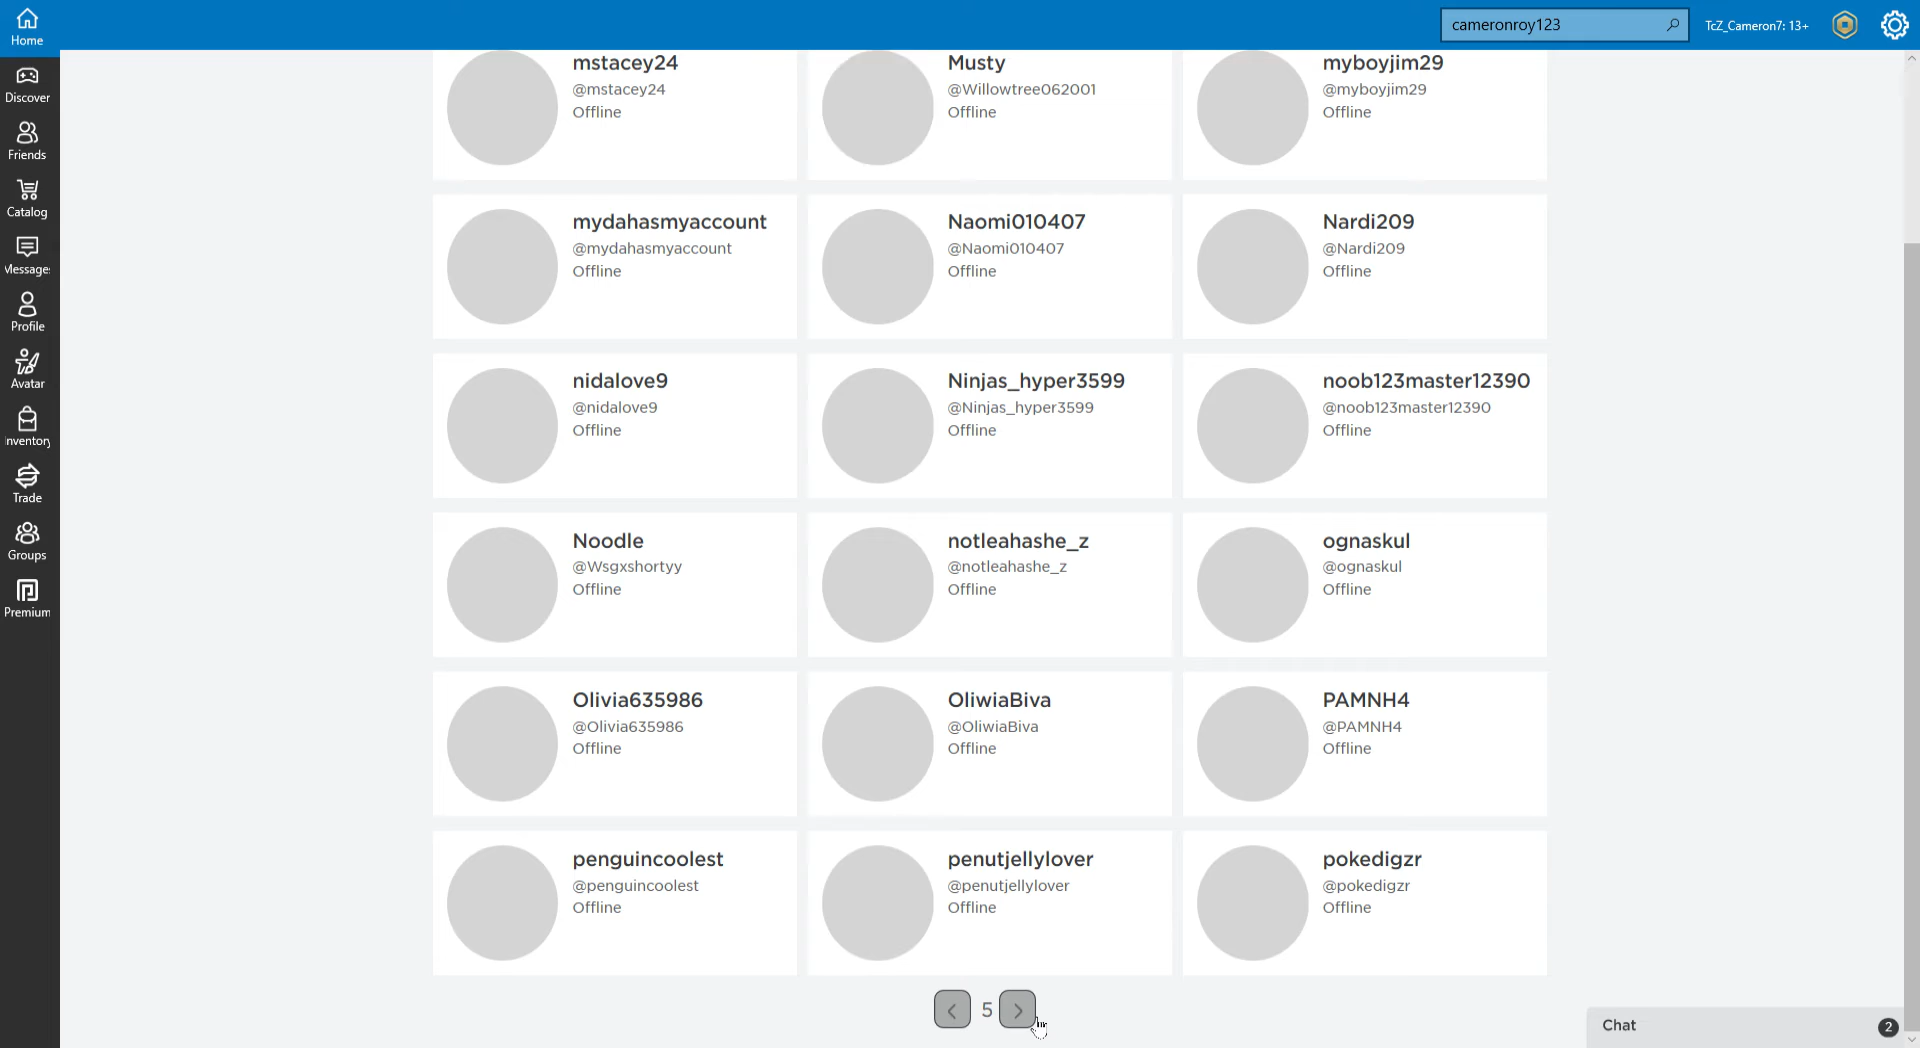 Home
cameronroy123
TcZ_Cameron7: 13+
Discover
Friends
Catalog
Messages
Profile
Avatar
Inventory
Trade
Groups
Premium
mstacey24
@mstacey24
Offline
Musty
@Willowtree062001
Offline
myboyjim29
@myboyjim29
Offline
mydahasmyaccount
@mydahasmyaccount
Offline
Naomi010407
@Naomi010407
Offline
Nardi209
@Nardi209
Offline
nidalove9
@nidalove9
Offline
Ninjas_hyper3599
@Ninjas_hyper3599
Offline
noob123master12390
@noob123master12390
Offline
Noodle
@Wsgxshortyy
Offline
notleahashe_z
@notleahashe_z
Offline
ognaskul
@ognaskul
Offline
Olivia635986
@Olivia635986
Offline
OliwiaBiva
@OliwiaBiva
Offline
PAMNH4
@PAMNH4
Offline
penguincoolest
@penguincoolest
Offline
penutjellylover
@penutjellylover
Offline
pokedigzr
@pokedigzr
Offline
5
Chat
2